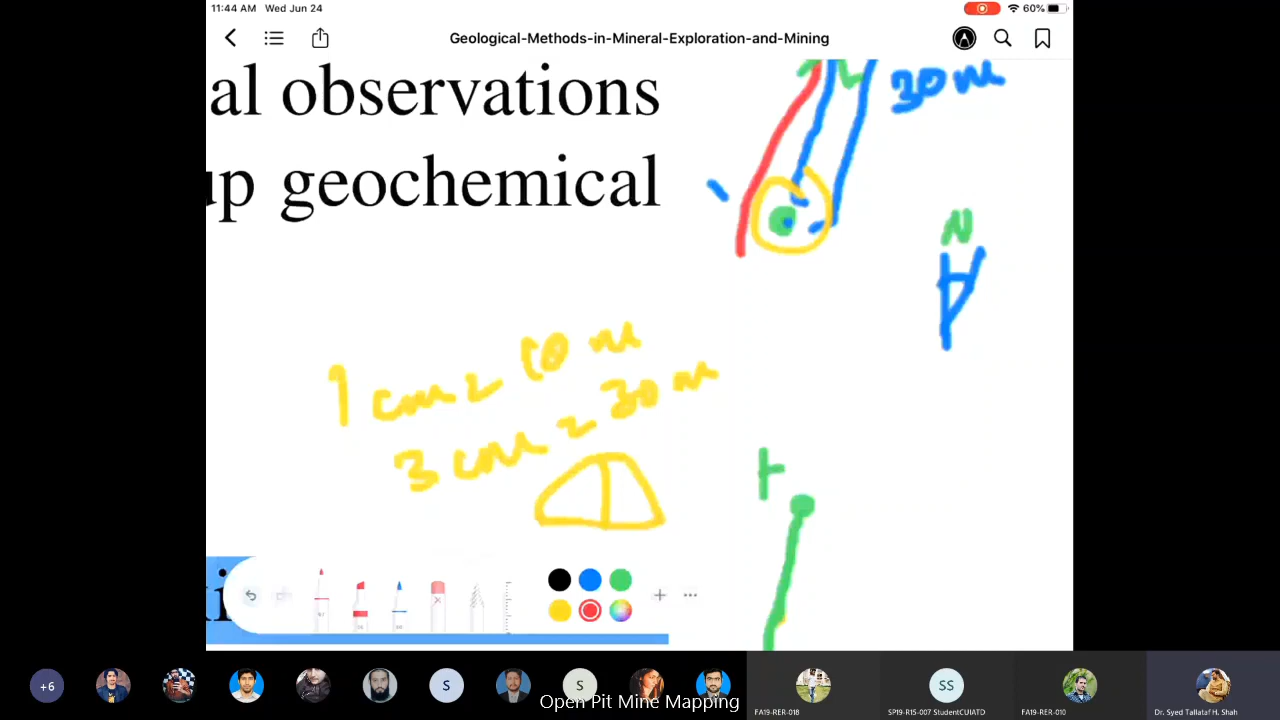 11:44 AM Wed Jun 24
60%
Geological-Methods-in-Mineral-Exploration-and-Mining
al observations
up geochemical
30 m
N
1 cm = 10 m
3 cm = 30 m
+6
S
S
SS
Open Pit Mine Mapping
FA19-RER-018
SP19-R15-007 StudentCUIATD
FA19-RER-010
Dr. Syed Tallataf H. Shah